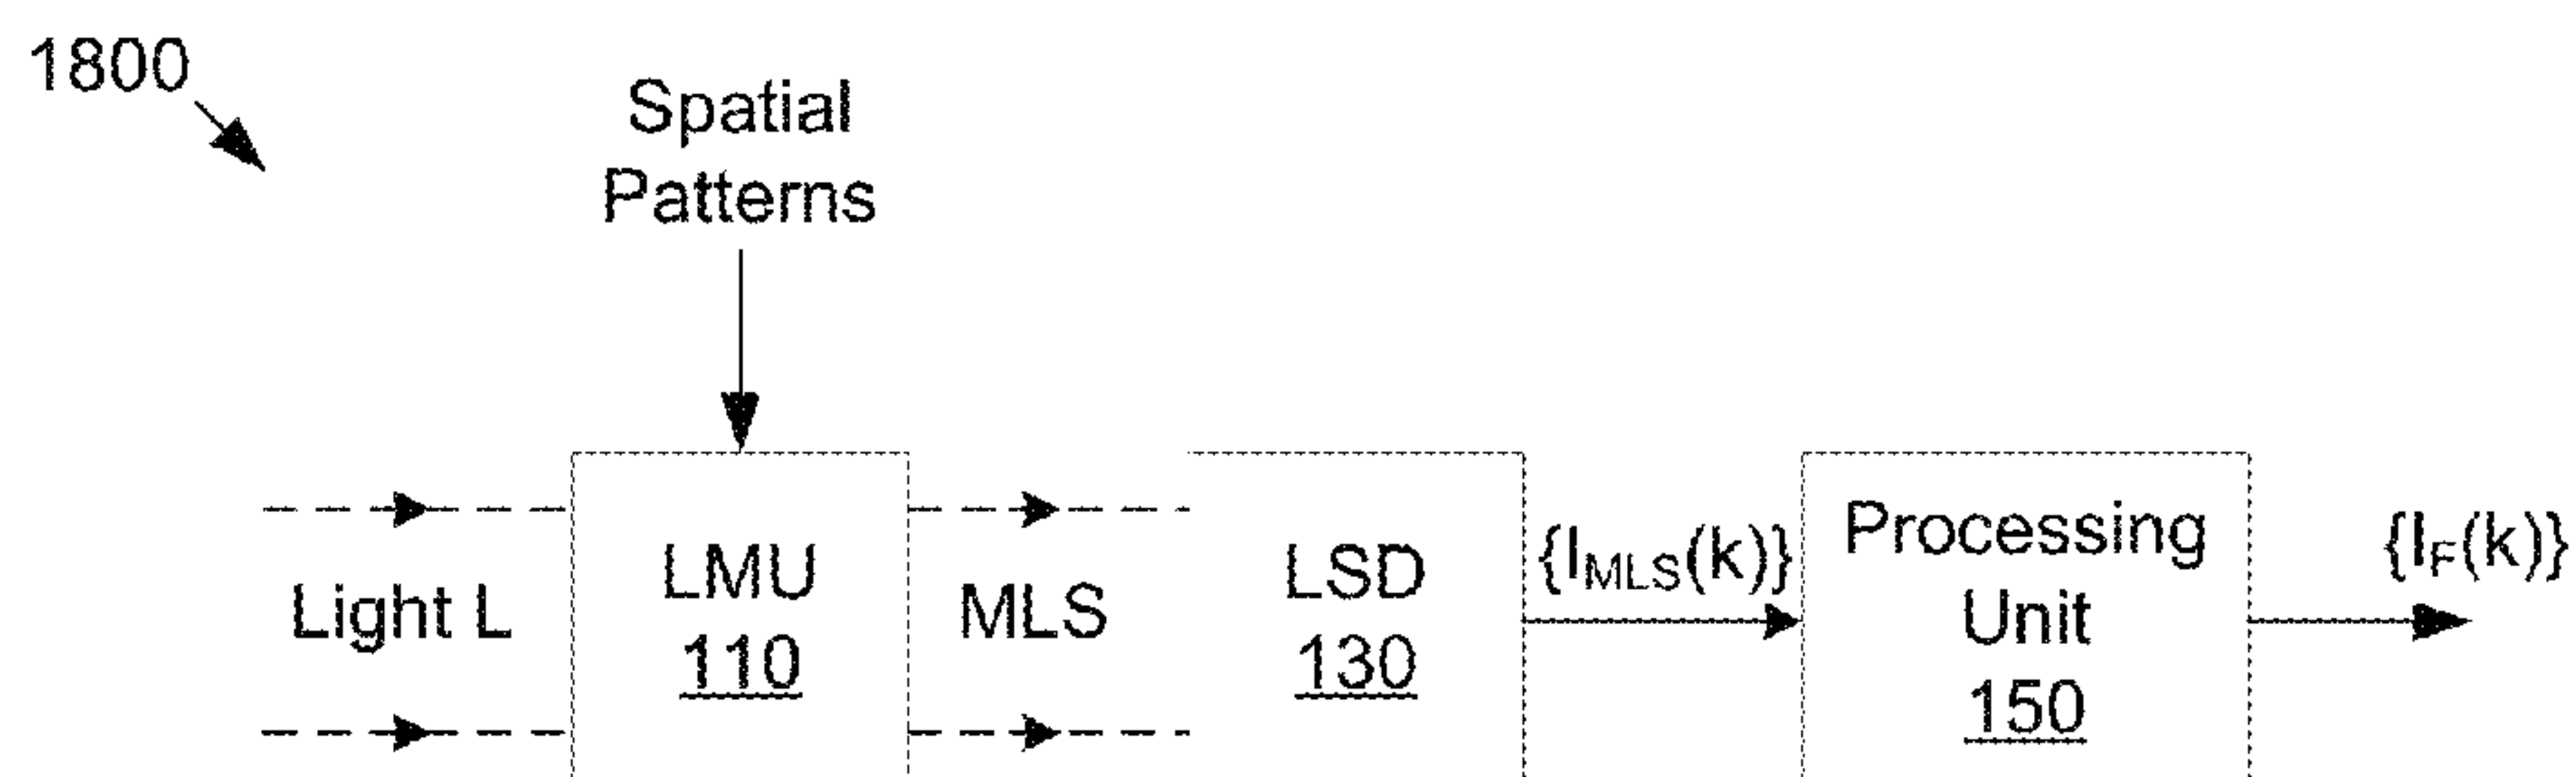 1800
Spatial
Patterns
Light L
LMU
110
MLS
LSD
130
{I_MLS(k)}
Processing
Unit
150
{I_F(k)}